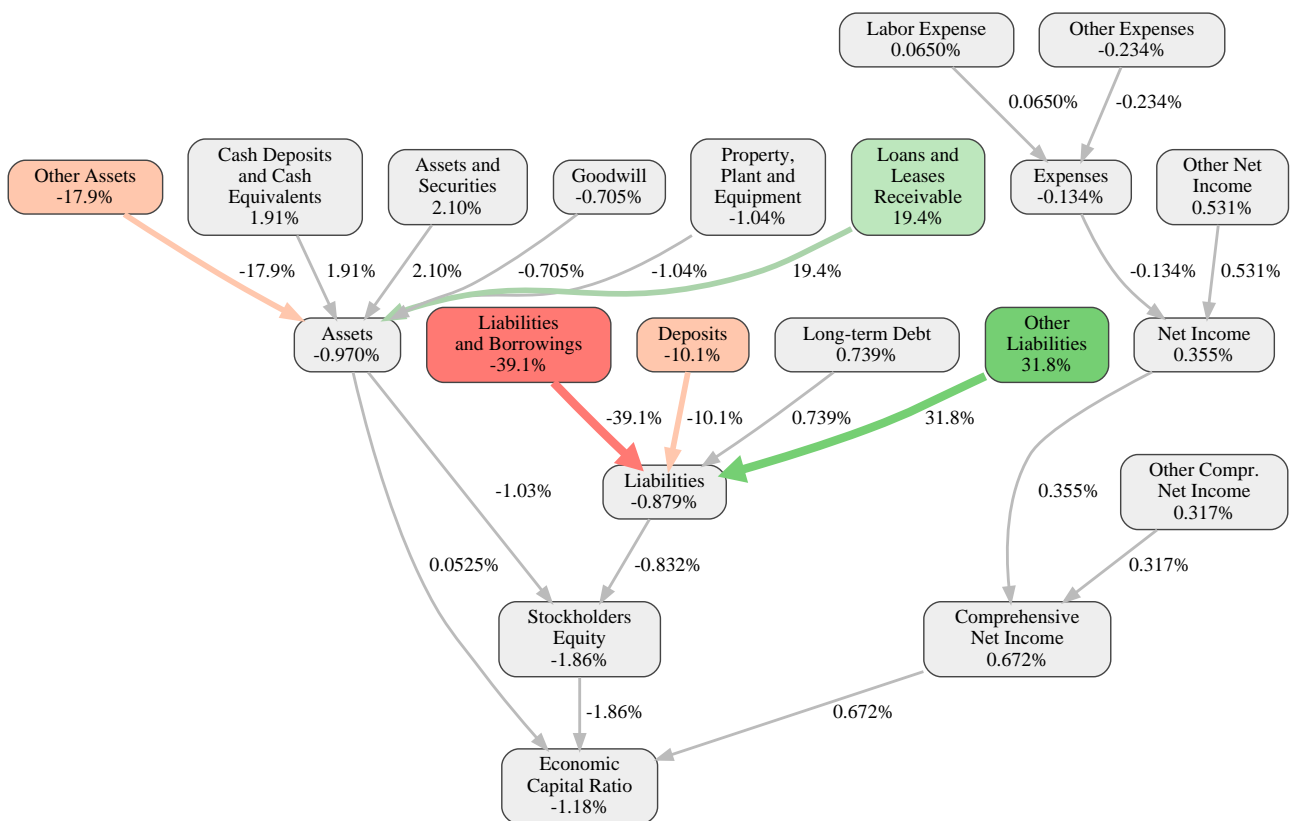 Labor Expense
0.0650%
Other Expenses
-0.234%
0.0650%
-0.234%
Other Assets
-17.9%
Cash Deposits
and Cash
Equivalents
1.91%
Assets and
Securities
2.10%
Goodwill
-0.705%
Property,
Plant and
Equipment
-1.04%
Loans and
Leases
Receivable
19.4%
Expenses
-0.134%
Other Net
Income
0.531%
-17.9%
1.91%
2.10%
-0.705%
-1.04%
19.4%
-0.134%
0.531%
Assets
-0.970%
Liabilities
and Borrowings
-39.1%
Deposits
-10.1%
Long-term Debt
0.739%
Other
Liabilities
31.8%
Net Income
0.355%
-39.1%
-10.1%
0.739%
31.8%
Liabilities
-0.879%
-1.03%
0.355%
Other Compr.
Net Income
0.317%
0.0525%
-0.832%
0.317%
Stockholders
Equity
-1.86%
Comprehensive
Net Income
0.672%
-1.86%
0.672%
Economic
Capital Ratio
-1.18%